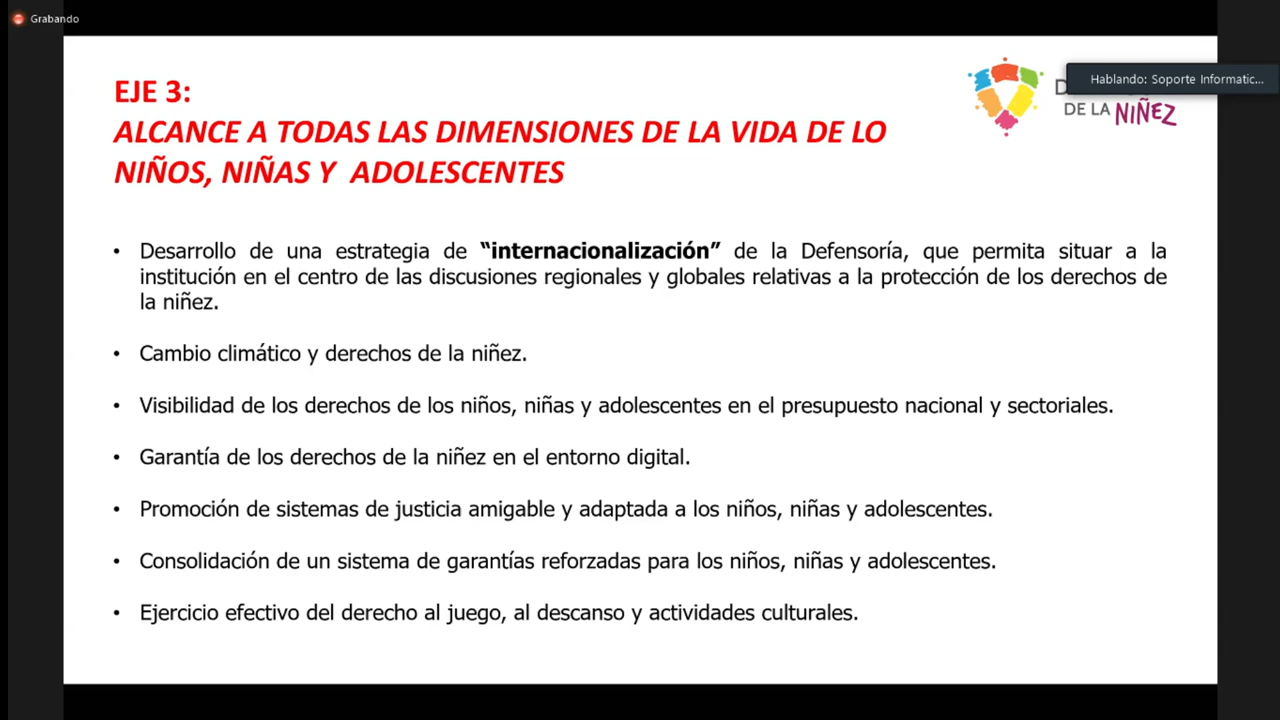 Grabando
EJE 3:
ALCANCE A TODAS LAS DIMENSIONES DE LA VIDA DE LO
NIÑOS, NIÑAS Y ADOLESCENTES
Hablando: Soporte Informatic...
DE LA NIÑEZ
• Desarrollo de una estrategia de “internacionalización” de la Defensoría, que permita situar a la
institución en el centro de las discusiones regionales y globales relativas a la protección de los derechos de
la niñez.
• Cambio climático y derechos de la niñez.
• Visibilidad de los derechos de los niños, niñas y adolescentes en el presupuesto nacional y sectoriales.
• Garantía de los derechos de la niñez en el entorno digital.
• Promoción de sistemas de justicia amigable y adaptada a los niños, niñas y adolescentes.
• Consolidación de un sistema de garantías reforzadas para los niños, niñas y adolescentes.
• Ejercicio efectivo del derecho al juego, al descanso y actividades culturales.